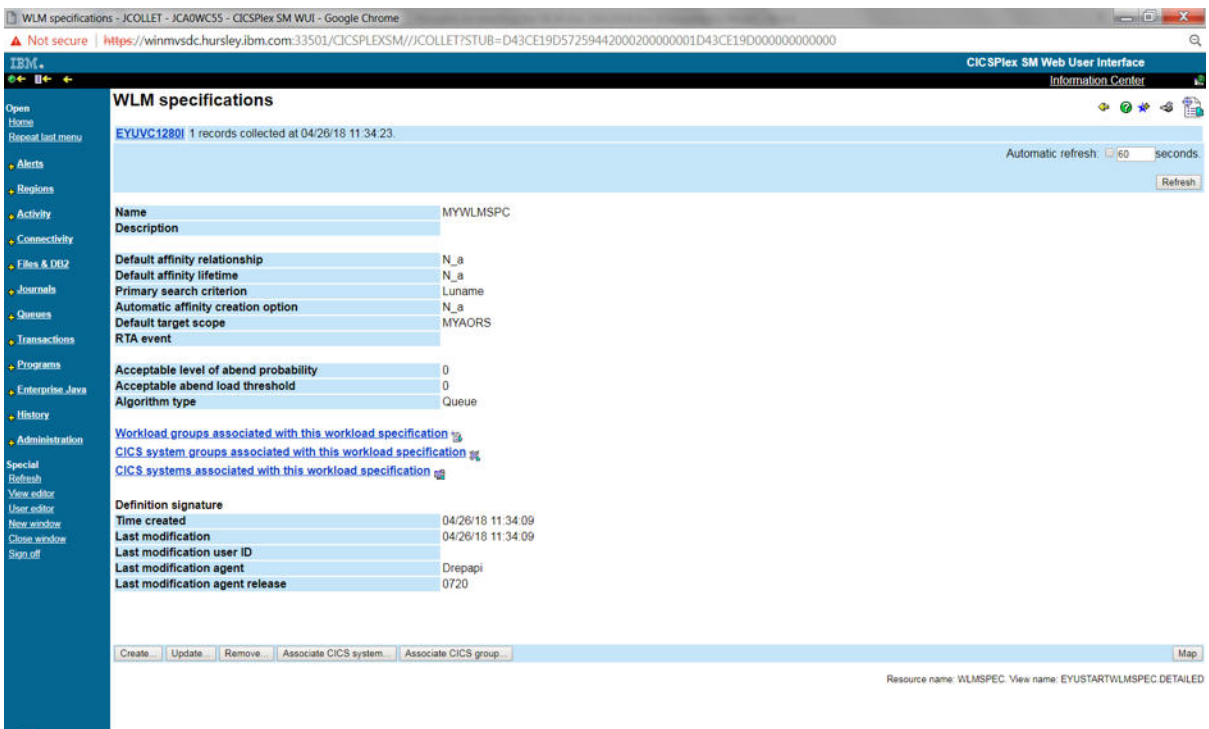 WLM specifications - JCOLLET - JCA0WC55 - CICSPlex SM WUI - Google Chrome
Not secure | https://winmvsdc.hursley.ibm.com:33501/CICSPLEXSM//JCOLLET?STUB=D43CE19D57259442000200000001D43CE19D000000000000
IBM.
CICSPlex SM Web User Interface
Information Center
Open
Home
Repeat last menu
Alerts
Regions
Activity
Connectivity
Files & DB2
Journals
Queues
Transactions
Programs
Enterprise Java
History
Administration
Special
Refresh
View editor
User editor
New window
Close window
Sign off
WLM specifications
EYUVC1280I 1 records collected at 04/26/18 11:34:23.
Automatic refresh: 60 seconds.
Refresh
Name MYWLMSPC
Description
Default affinity relationship N_a
Default affinity lifetime N_a
Primary search criterion Luname
Automatic affinity creation option N_a
Default target scope MYAORS
RTA event
Acceptable level of abend probability 0
Acceptable abend load threshold 0
Algorithm type Queue
Workload groups associated with this workload specification
CICS system groups associated with this workload specification
CICS systems associated with this workload specification
Definition signature
Time created 04/26/18 11:34:09
Last modification 04/26/18 11:34:09
Last modification user ID
Last modification agent Drepapi
Last modification agent release 0720
Create... Update... Remove... Associate CICS system... Associate CICS group... Map
Resource name: WLMSPEC. View name: EYUSTARTWLMSPEC.DETAILED